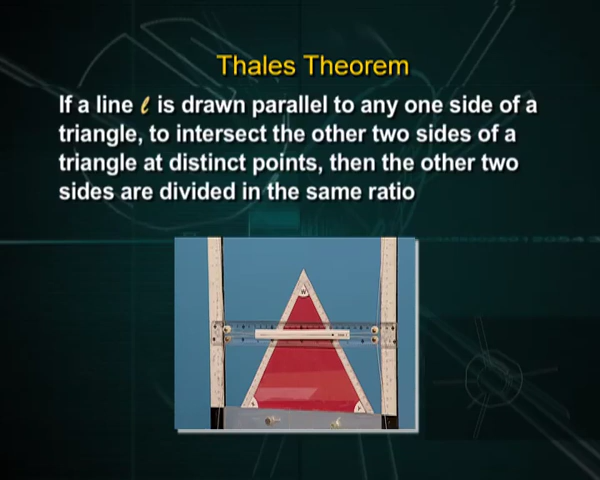 Thales Theorem
If a line ℓ is drawn parallel to any one side of a
triangle, to intersect the other two sides of a
triangle at distinct points, then the other two
sides are divided in the same ratio